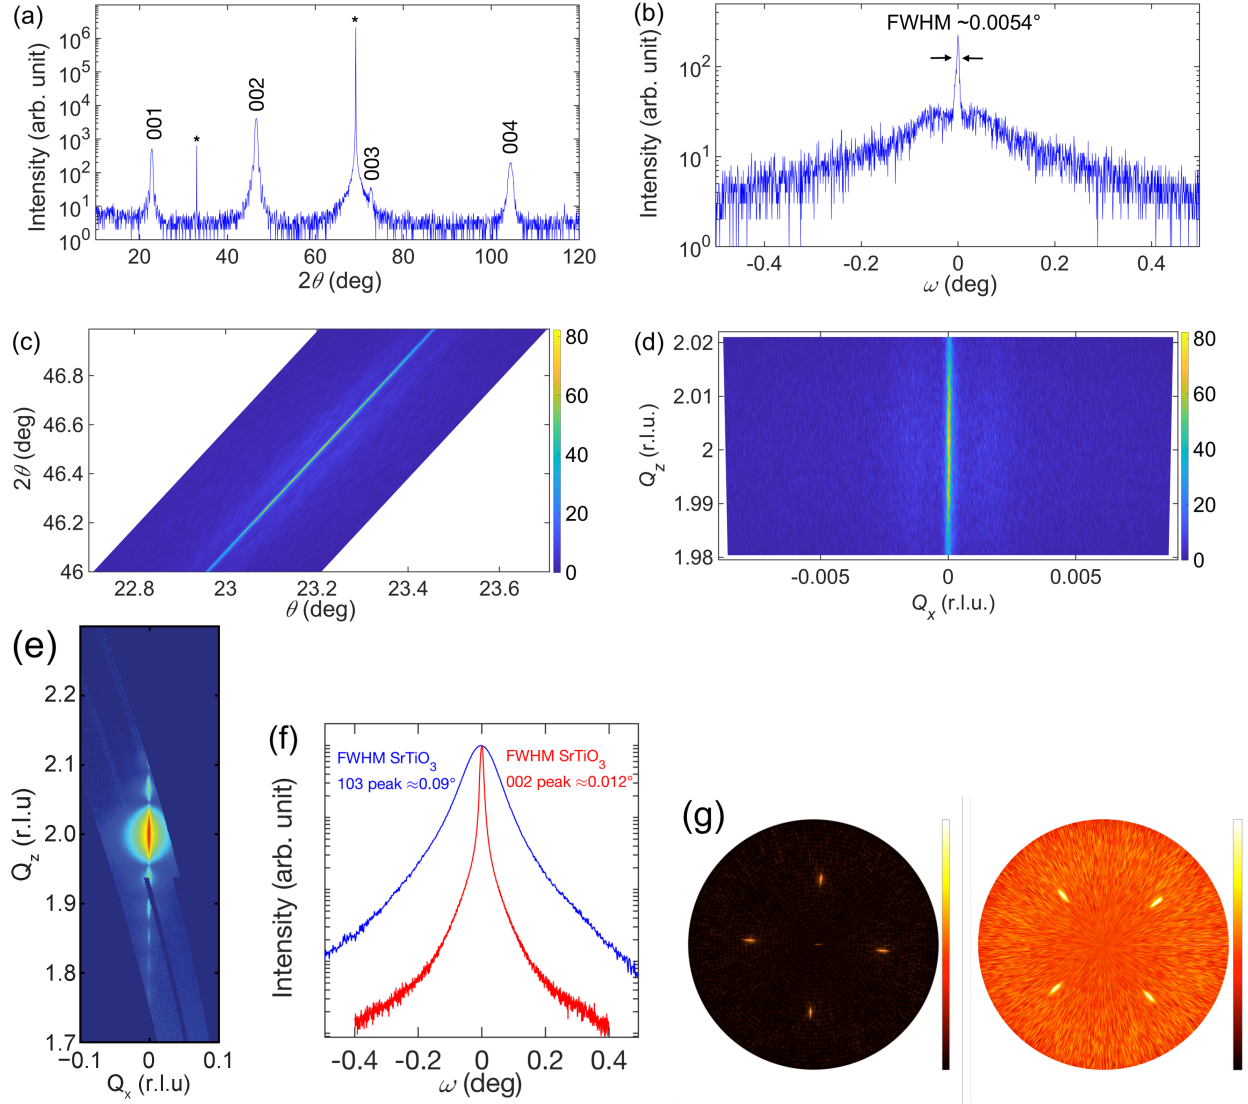 (a)
Intensity (arb. unit)
10^6
10^5
10^4
10^3
10^2
10^1
10^0
001
*
002
*
003
004
20
40
60
80
100
120
2θ (deg)
(b)
Intensity (arb. unit)
FWHM ~0.0054°
10^2
10^1
10^0
-0.4
-0.2
0
0.2
0.4
ω (deg)
(c)
2θ (deg)
46.8
46.6
46.4
46.2
46
22.8
23
23.2
23.4
23.6
θ (deg)
80
60
40
20
0
(d)
Q_z (r.l.u.)
2.02
2.01
2
1.99
1.98
-0.005
0
0.005
Q_x (r.l.u.)
80
60
40
20
0
(e)
Q_z (r.l.u)
2.2
2.1
2.0
1.9
1.8
1.7
−0.1
0
0.1
Q_x (r.l.u)
(f)
Intensity (arb. unit)
FWHM SrTiO_3
103 peak ≈0.09°
FWHM SrTiO_3
002 peak ≈0.012°
-0.4
-0.2
0
0.2
0.4
ω (deg)
(g)